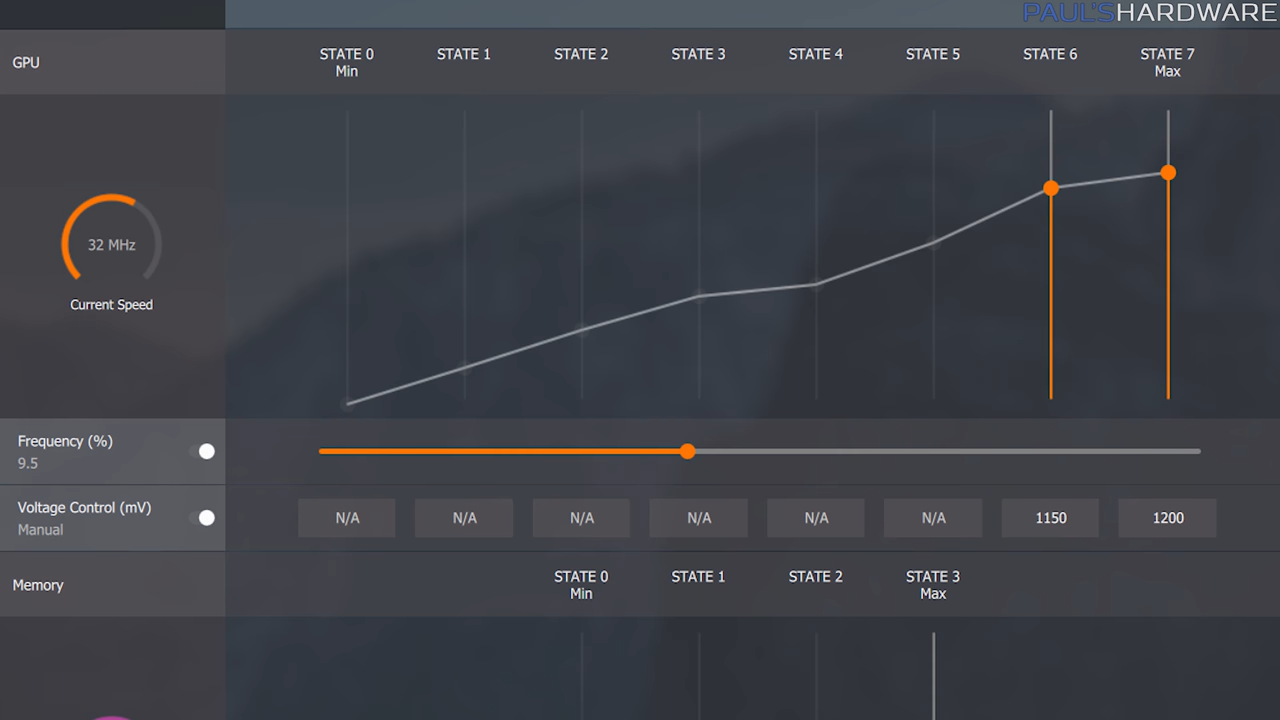 PAUL'SHARDWARE
GPU
STATE 0
Min
STATE 1
STATE 2
STATE 3
STATE 4
STATE 5
STATE 6
STATE 7
Max
32 MHz
Current Speed
Frequency (%)
9.5
Voltage Control (mV)
Manual
N/A
N/A
N/A
N/A
N/A
N/A
1150
1200
Memory
STATE 0
Min
STATE 1
STATE 2
STATE 3
Max